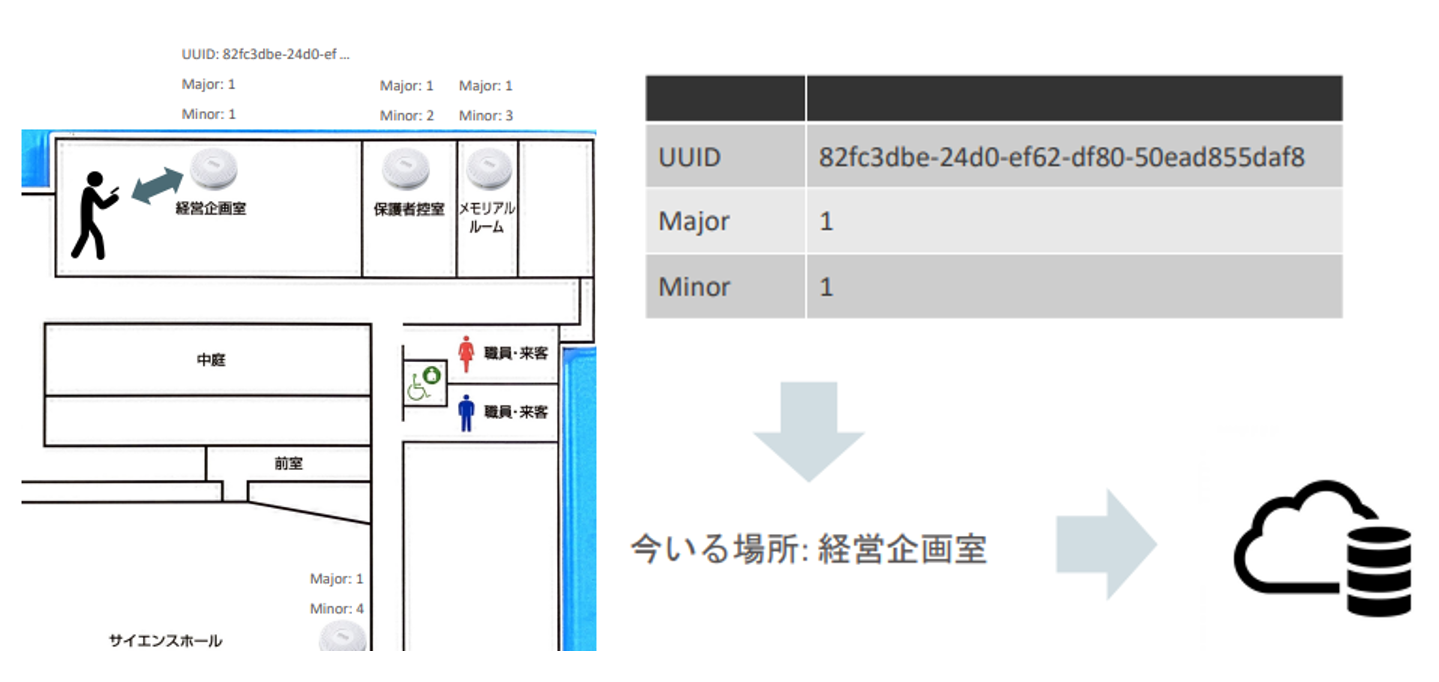 UUID: 82fc3dbe-24d0-ef ...
Major: 1
Minor: 1
Major: 1
Minor: 2
Major: 1
Minor: 3
経営企画室
保護者控室
メモリアル
ルーム
中庭
職員・来客
職員・来客
前室
Major: 1
Minor: 4
サイエンスホール
UUID 82fc3dbe-24d0-ef62-df80-50ead855daf8
Major 1
Minor 1
今いる場所: 経営企画室